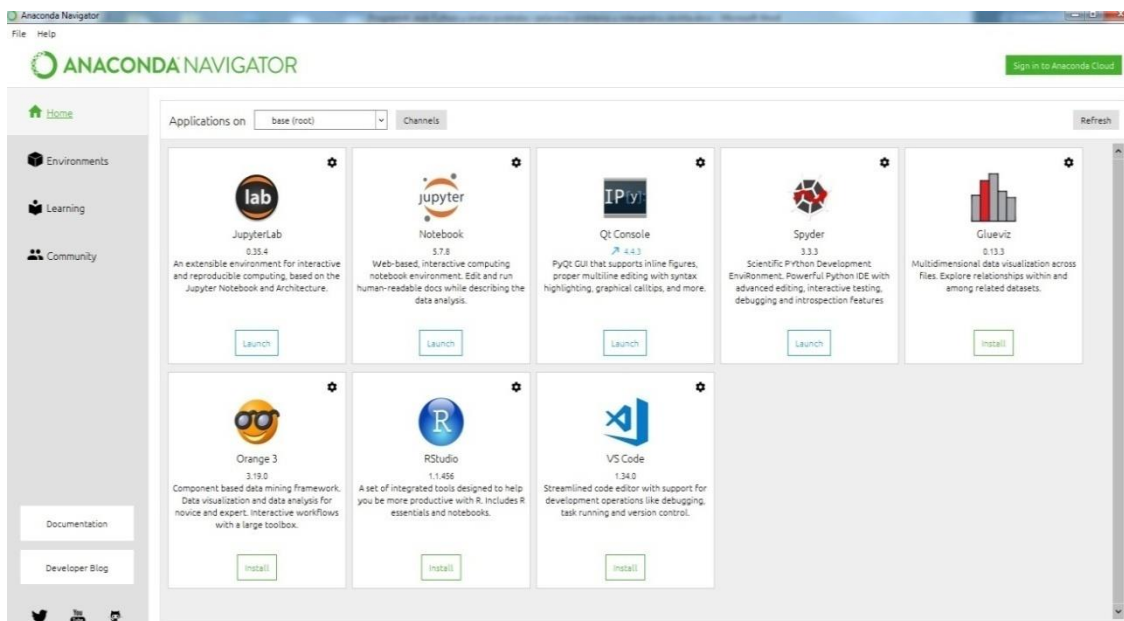 Anaconda Navigator
File Help
ANACONDA NAVIGATOR
Sign in to Anaconda Cloud
Home
Environments
Learning
Community
Documentation
Developer Blog
Applications on base (root) Channels Refresh
lab
JupyterLab
0.35.4
An extensible environment for interactive
and reproducible computing, based on the
Jupyter Notebook and Architecture.
Launch
jupyter
Notebook
5.7.8
Web-based, interactive computing
notebook environment. Edit and run
human-readable docs while describing the
data analysis.
Launch
IP[y]:
Qt Console
4.4.3
PyQt GUI that supports inline figures,
proper multiline editing with syntax
highlighting, graphical calltips, and more.
Launch
Spyder
3.3.3
Scientific PYthon Development
EnviRonment. Powerful Python IDE with
advanced editing, interactive testing,
debugging and introspection features
Launch
Glueviz
0.13.3
Multidimensional data visualization across
files. Explore relationships within and
among related datasets.
Install
Orange 3
3.19.0
Component based data mining framework.
Data visualization and data analysis for
novice and expert. Interactive workflows
with a large toolbox.
Install
R
RStudio
1.1.456
A set of integrated tools designed to help
you be more productive with R. Includes R
essentials and notebooks.
Install
VS Code
1.34.0
Streamlined code editor with support for
development operations like debugging,
task running and version control.
Install
You